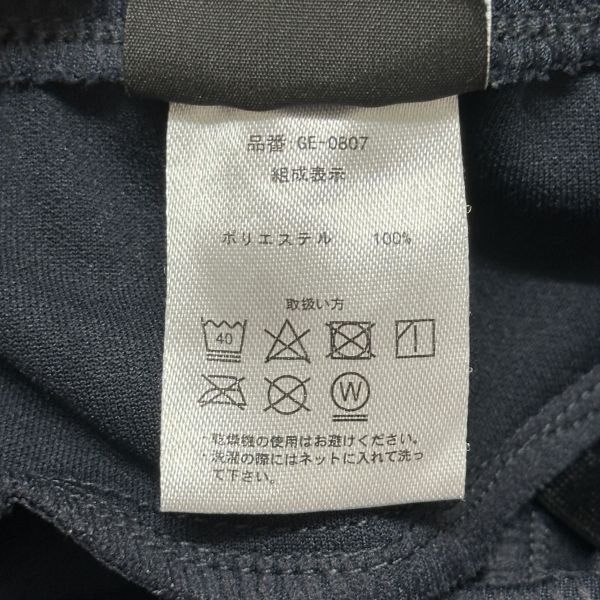 品番:GE-0807
組成表示
ポリエステル 100%
取扱い方
40
W
・乾燥機の使用はお避けください。
・洗濯の際にはネットに入れて洗っ
て下さい。